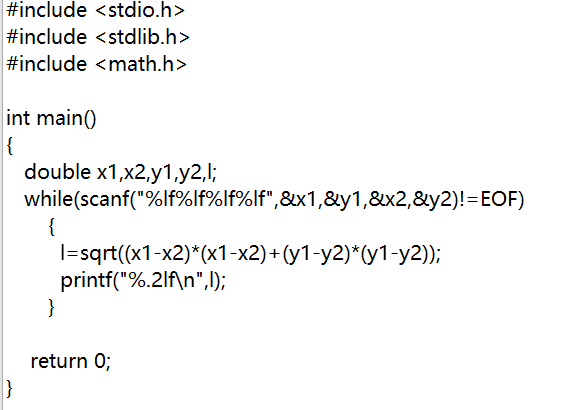 #include <stdio.h>
#include <stdlib.h>
#include <math.h>
int main()
{
double x1,x2,y1,y2,l;
while(scanf("%lf%lf%lf%lf",&x1,&y1,&x2,&y2)!=EOF)
{
l=sqrt((x1-x2)*(x1-x2)+(y1-y2)*(y1-y2));
printf("%.2lf\n",l);
}
return 0;
}